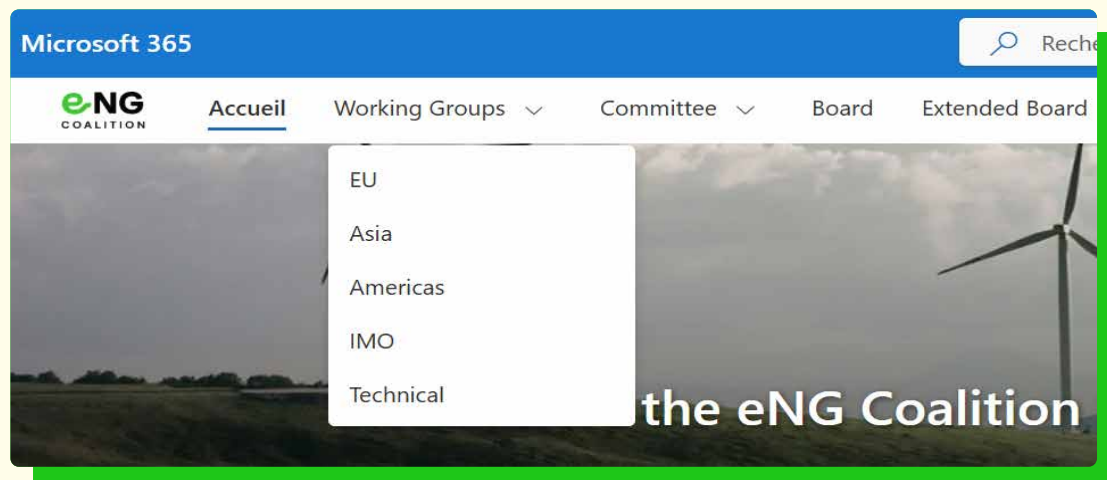 Microsoft 365
Reche
eNG
COALITION
Accueil
Working Groups
Committee
Board
Extended Board
EU
Asia
Americas
IMO
Technical
the eNG Coalition